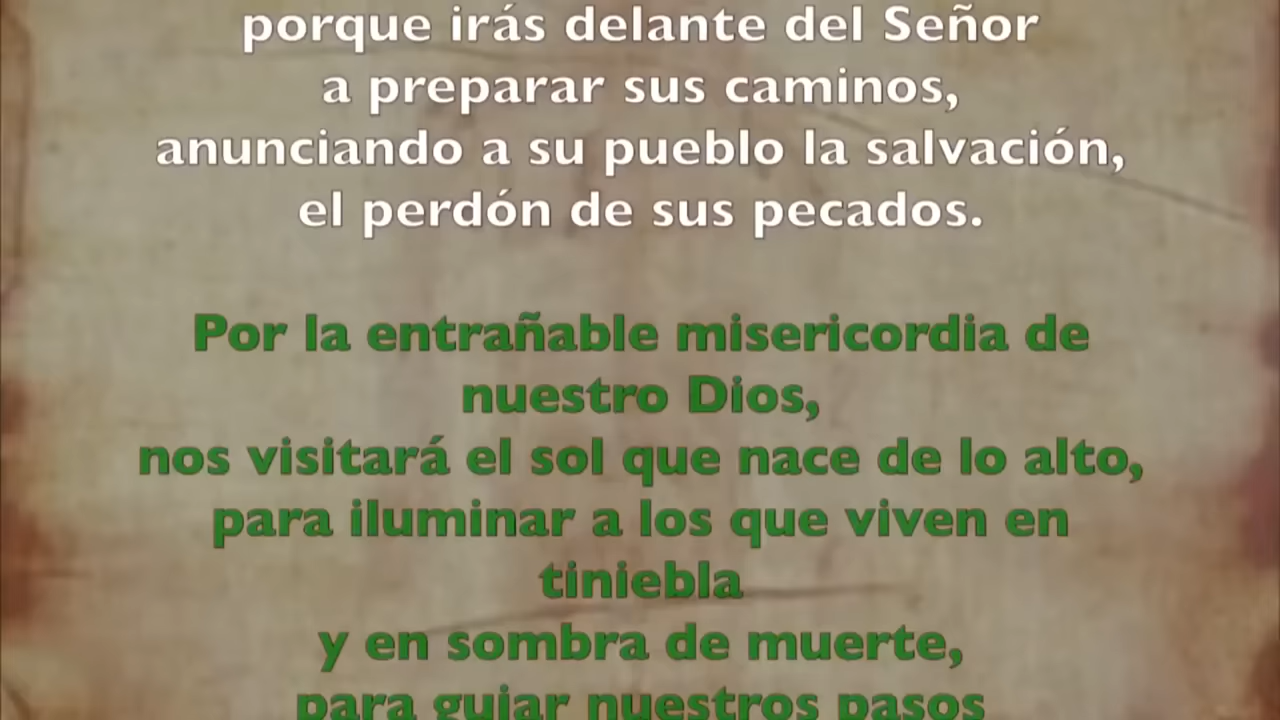 porque irás delante del Señor
a preparar sus caminos,
anunciando a su pueblo la salvación,
el perdón de sus pecados.
Por la entrañable misericordia de
nuestro Dios,
nos visitará el sol que nace de lo alto,
para iluminar a los que viven en
tiniebla
y en sombra de muerte,
para guiar nuestros pasos